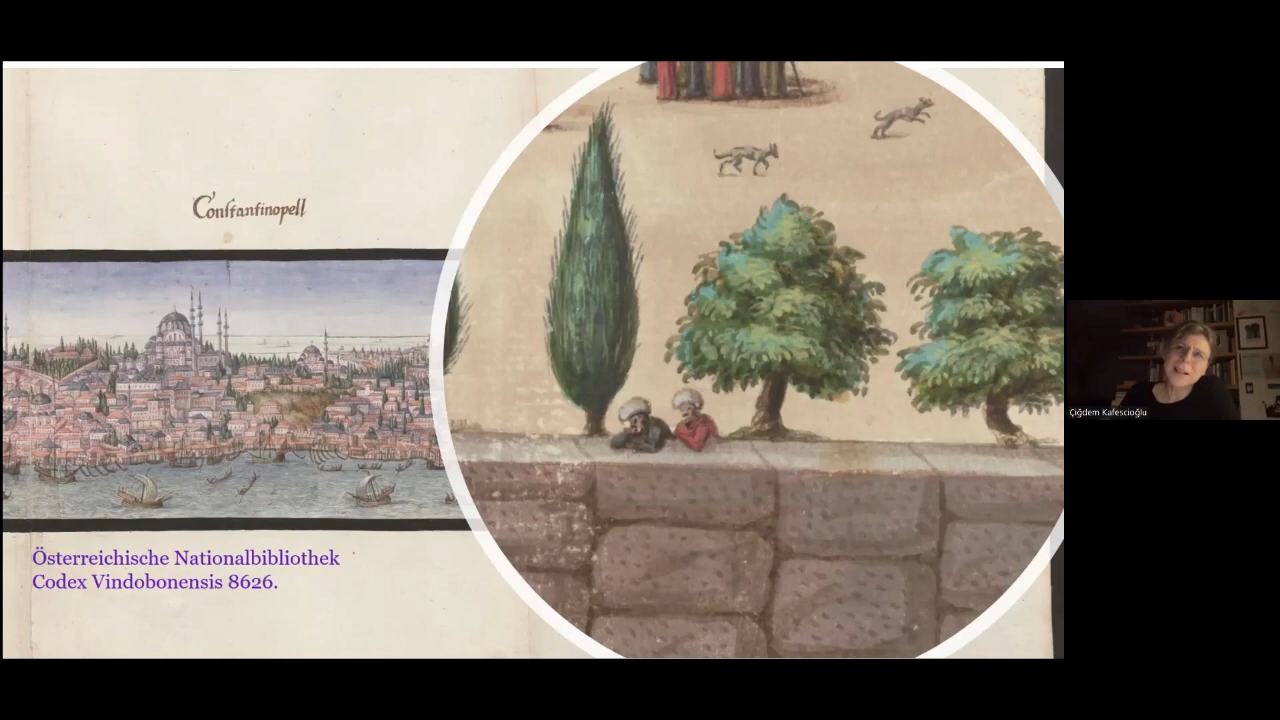 Conſtantinopell
Österreichische Nationalbibliothek
Codex Vindobonensis 8626.
Çiğdem Kafescioğlu